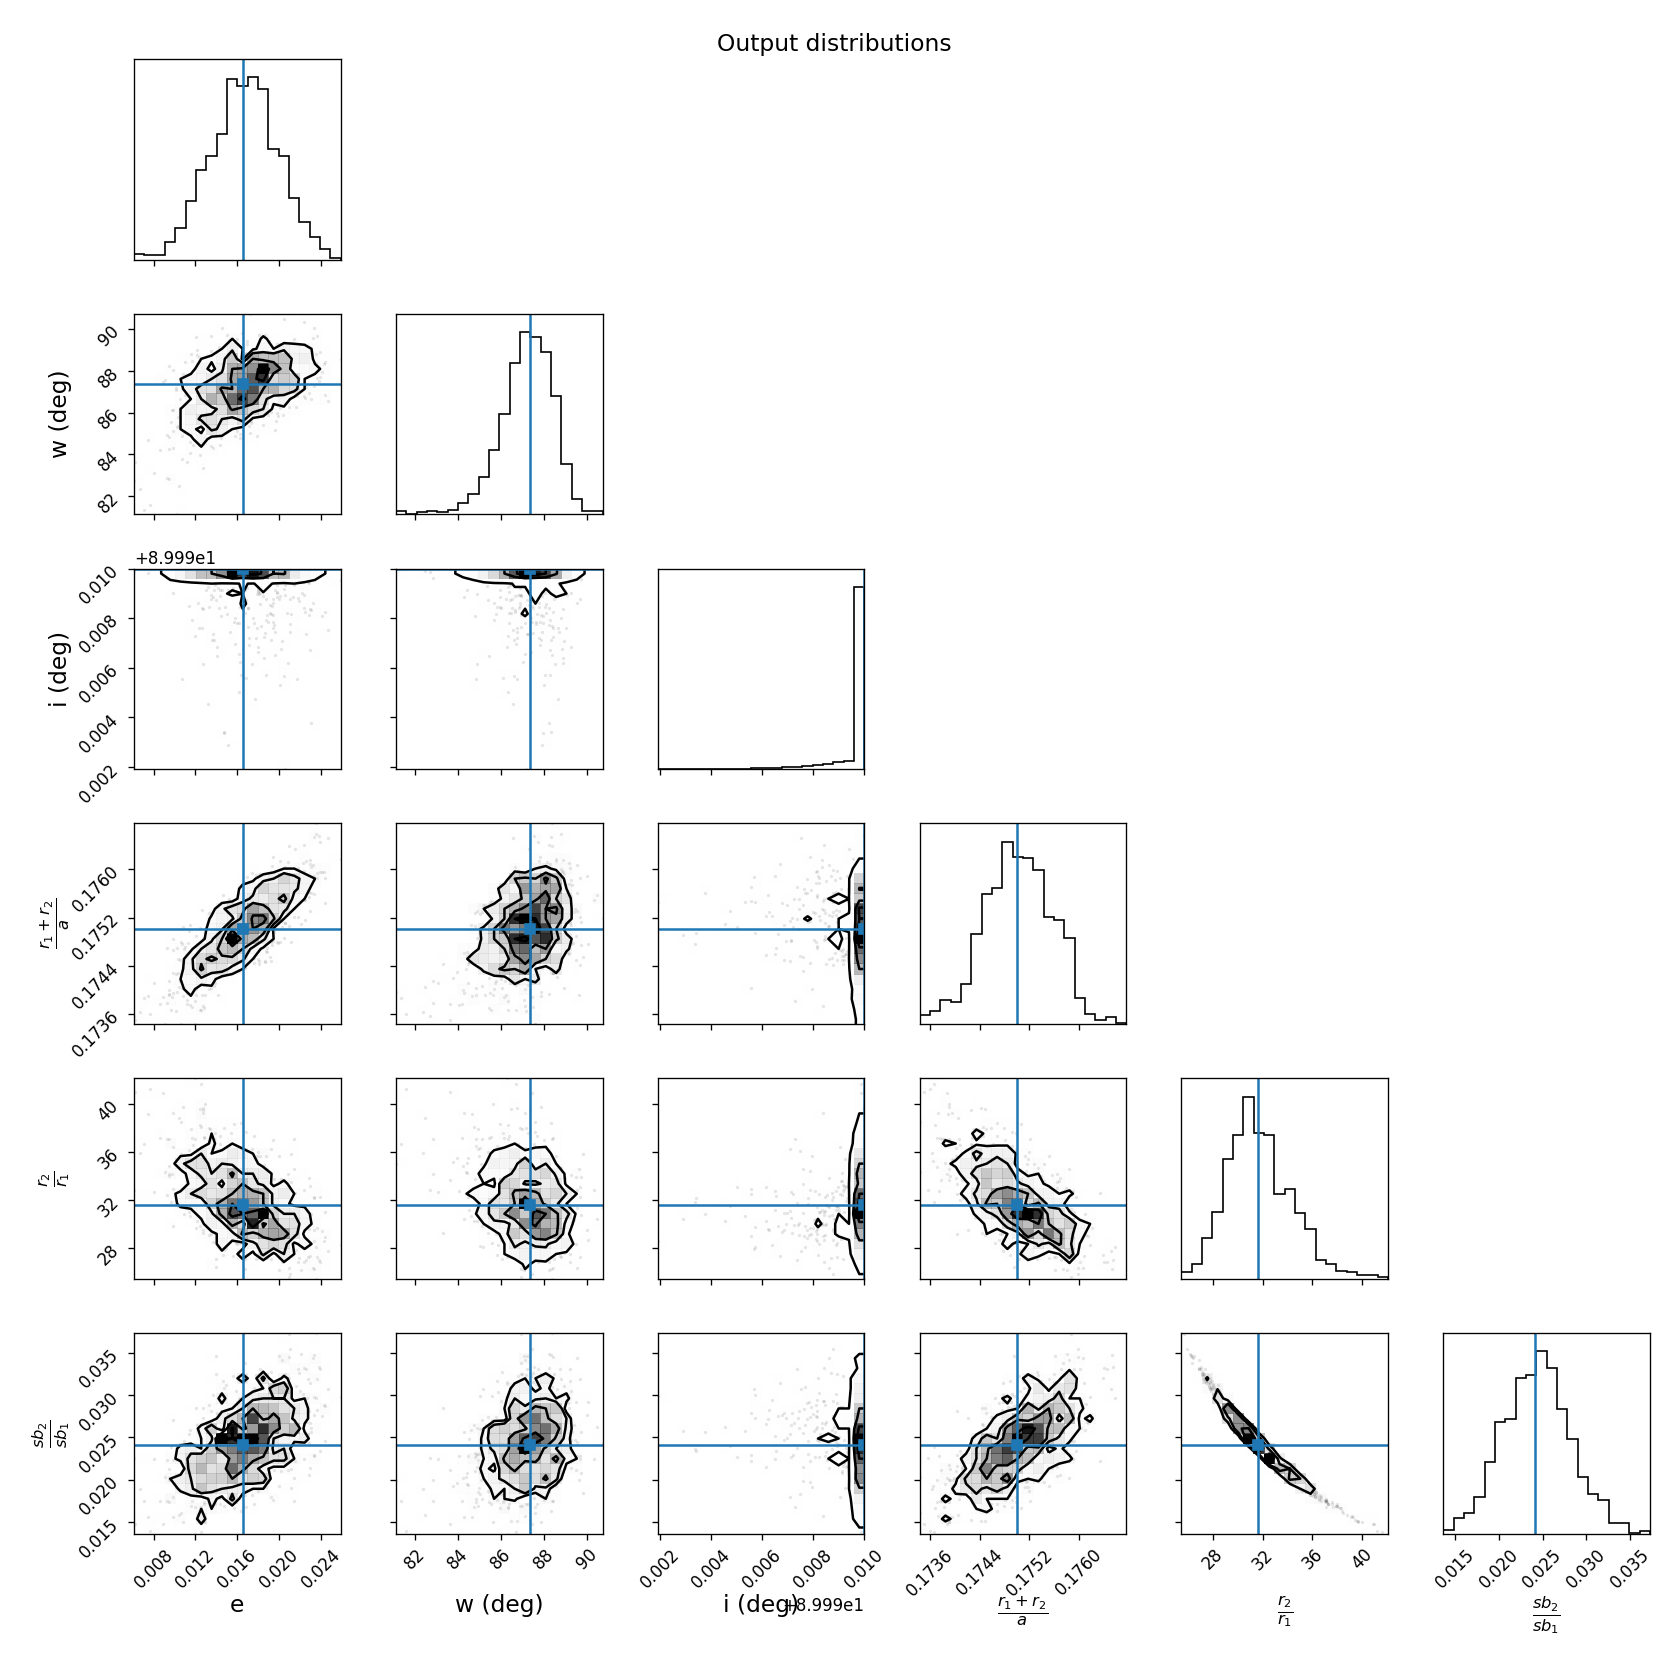 Output distributions
w (deg)
90
88
86
84
82
+8.999e1
i (deg)
0.010
0.008
0.006
0.004
0.002
r1 + r2
a
0.1760
0.1752
0.1744
0.1736
r2
r1
40
36
32
28
sb2
sb1
0.035
0.030
0.025
0.020
0.015
0.008 0.012 0.016 0.020 0.024 82 84 86 88 90 0.002 0.004 0.006 0.008 0.010 0.1736 0.1744 0.1752 0.1760 28 32 36 40 0.015 0.020 0.025 0.030 0.035
e w (deg) i (deg) +8.999e1
r1 + r2
a
r2
r1
sb2
sb1